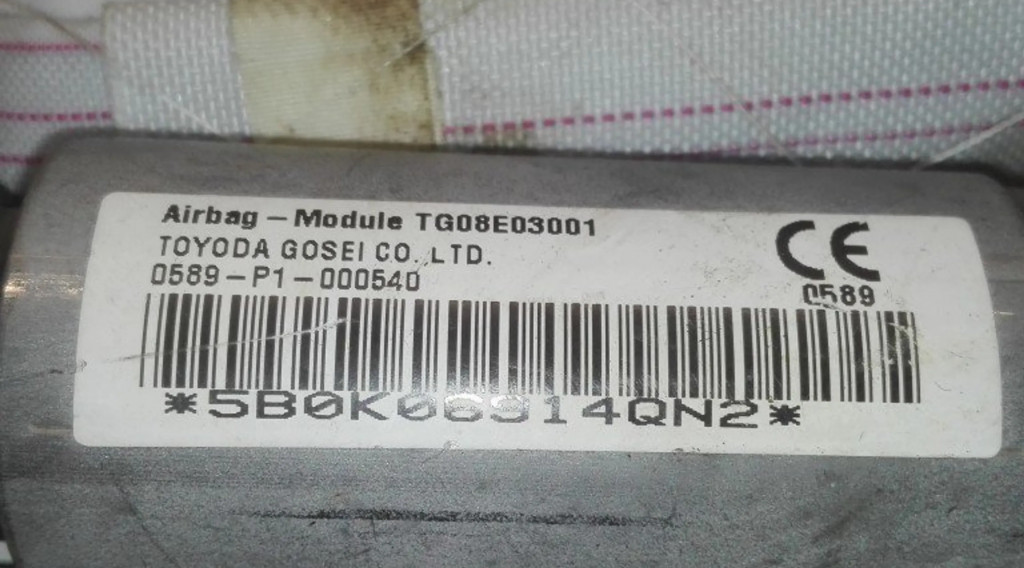 Airbag – Module TG08E03001
TOYODA GOSEI CO. LTD.
0589–P1–000540
CE
0589
*5B0K06914QN2*